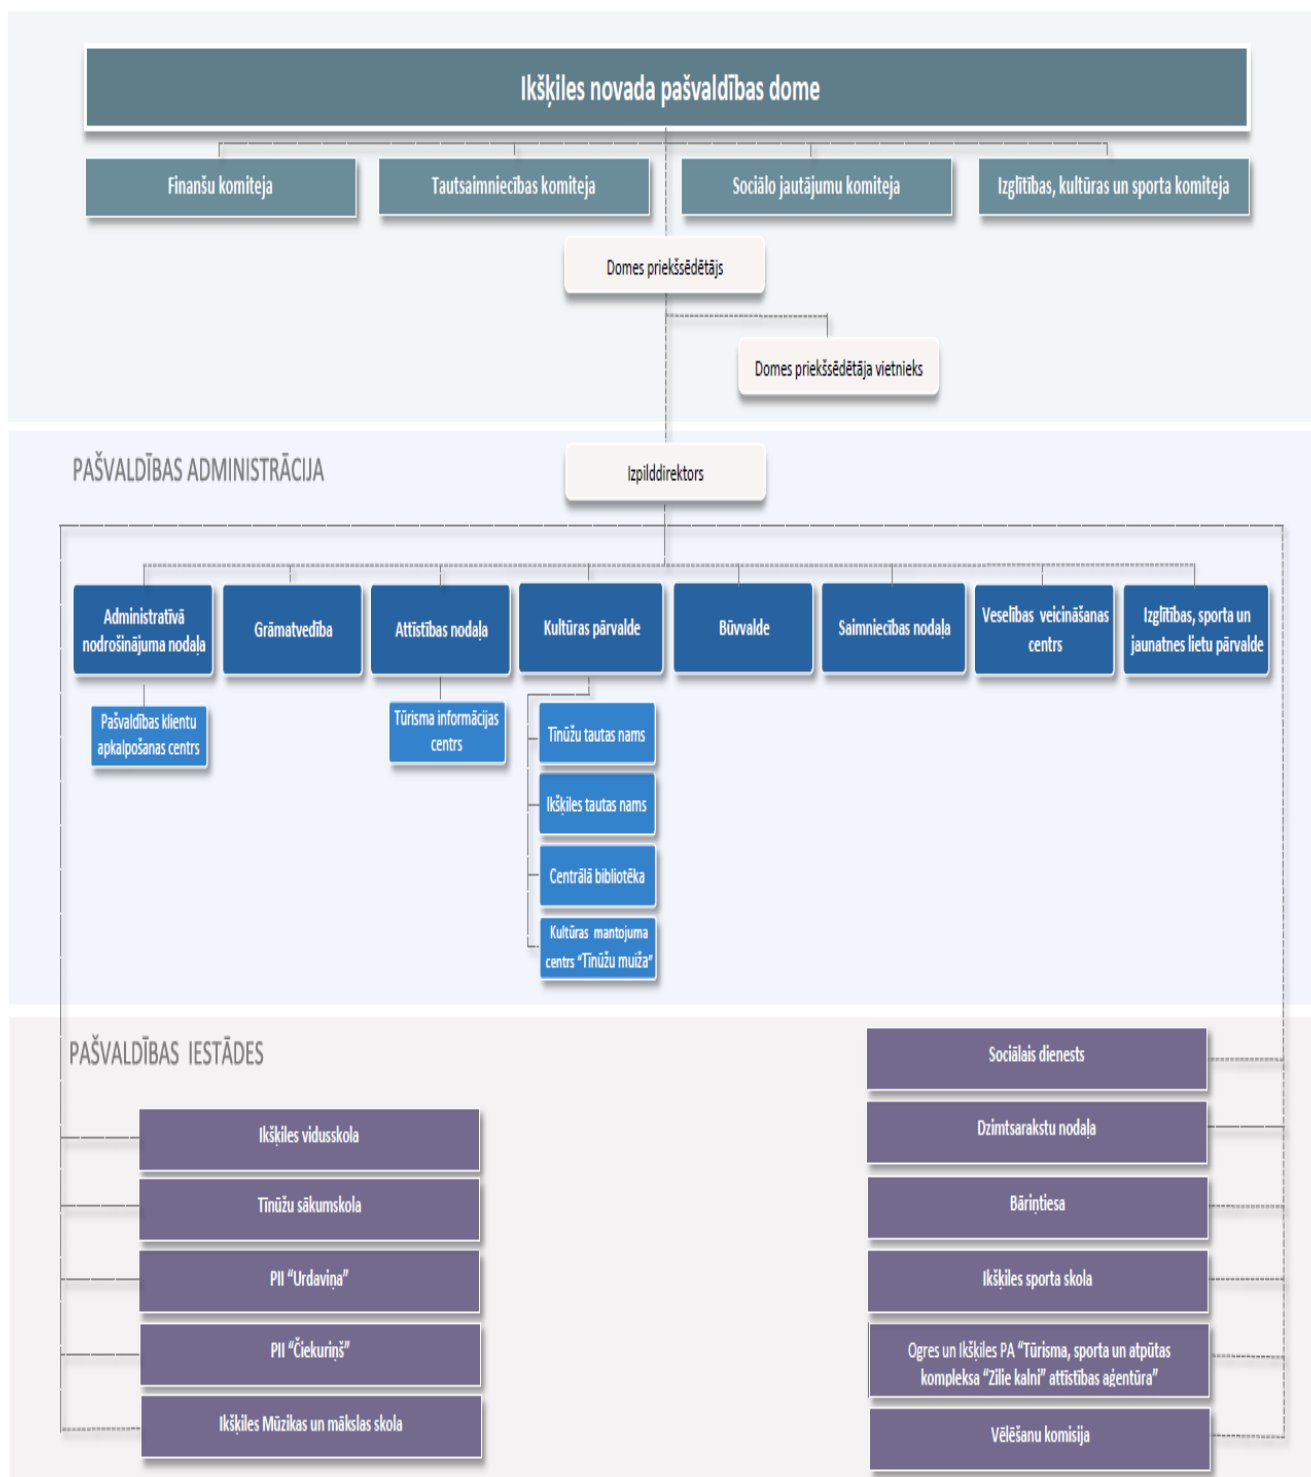 Ikšķiles novada pašvaldības dome
Finanšu komiteja
Tautsaimniecības komiteja
Sociālo jautājumu komiteja
Izglītības, kultūras un sporta komiteja
Domes priekšsēdētājs
Domes priekšsēdētāja vietnieks
PAŠVALDĪBAS ADMINISTRĀCIJA
Izpilddirektors
Administratīvā
nodrošinājuma nodaļa
Grāmatvedība
Attīstības nodaļa
Kultūras pārvalde
Būvvalde
Saimniecības nodaļa
Veselības veicināšanas
centrs
Izglītības, sporta un
jaunatnes lietu pārvalde
Pašvaldības klientu
apkalpošanas centrs
Tūrisma informācijas
centrs
Tīnūžu tautas nams
Ikšķiles tautas nams
Centrālā bibliotēka
Kultūras mantojuma
centrs “Tīnūžu muiža”
PAŠVALDĪBAS IESTĀDES
Ikšķiles vidusskola
Tīnūžu sākumskola
PII “Urdaviņa”
PII “Čiekuriņš”
Ikšķiles Mūzikas un mākslas skola
Sociālais dienests
Dzimtsarakstu nodaļa
Bāriņtiesa
Ikšķiles sporta skola
Ogres un Ikšķiles PA “Tūrisma, sporta un atpūtas
kompleksa “Zilie kalni” attīstības aģentūra”
Vēlēšanu komisija